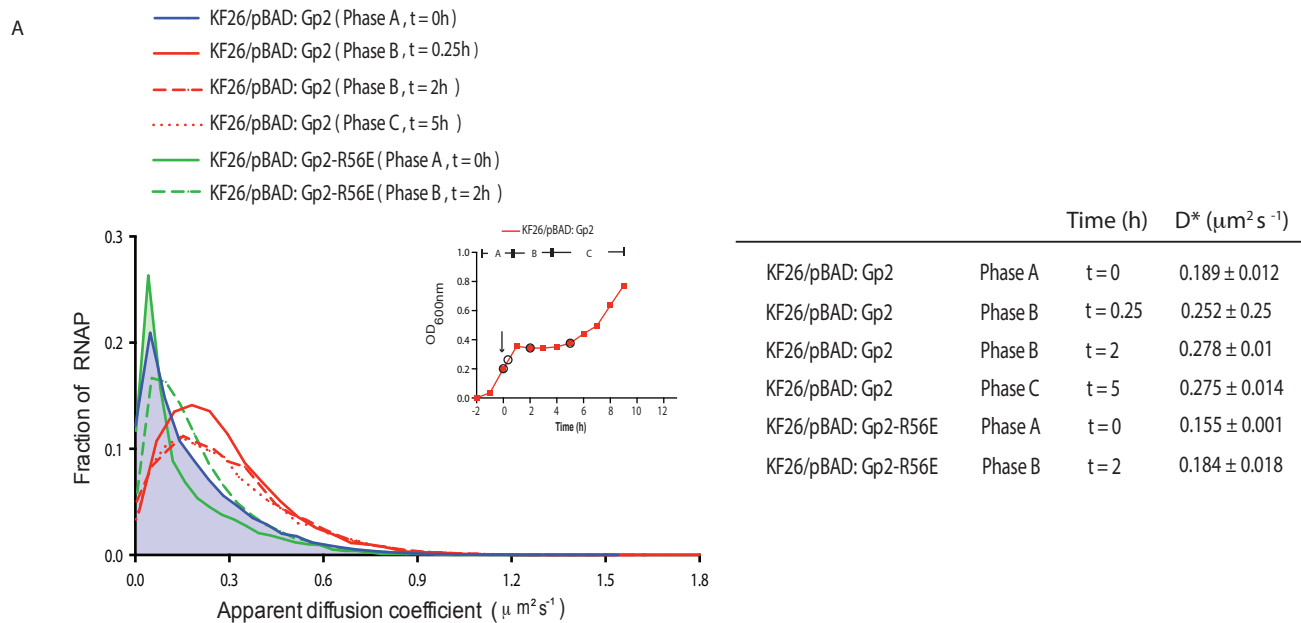 A
KF26/pBAD: Gp2 ( Phase A , t = 0h)
KF26/pBAD: Gp2 ( Phase B , t = 0.25h)
KF26/pBAD: Gp2 ( Phase B , t = 2h )
KF26/pBAD: Gp2 ( Phase C , t = 5h )
KF26/pBAD: Gp2-R56E ( Phase A , t = 0h)
KF26/pBAD: Gp2-R56E ( Phase B , t = 2h )
Fraction of RNAP
0.3
0.2
0.1
0.0
0.0 0.3 0.6 0.9 1.2 1.5 1.8
Apparent diffusion coefficient ( μ m² s⁻¹)
KF26/pBAD: Gp2
A B C
OD600nm
1.0
0.8
0.6
0.4
0.2
0.0
-2 0 2 4 6 8 10 12
Time (h)
Time (h) D* (μm² s ⁻¹)
KF26/pBAD: Gp2 Phase A t = 0 0.189 ± 0.012
KF26/pBAD: Gp2 Phase B t = 0.25 0.252 ± 0.25
KF26/pBAD: Gp2 Phase B t = 2 0.278 ± 0.01
KF26/pBAD: Gp2 Phase C t = 5 0.275 ± 0.014
KF26/pBAD: Gp2-R56E Phase A t = 0 0.155 ± 0.001
KF26/pBAD: Gp2-R56E Phase B t = 2 0.184 ± 0.018